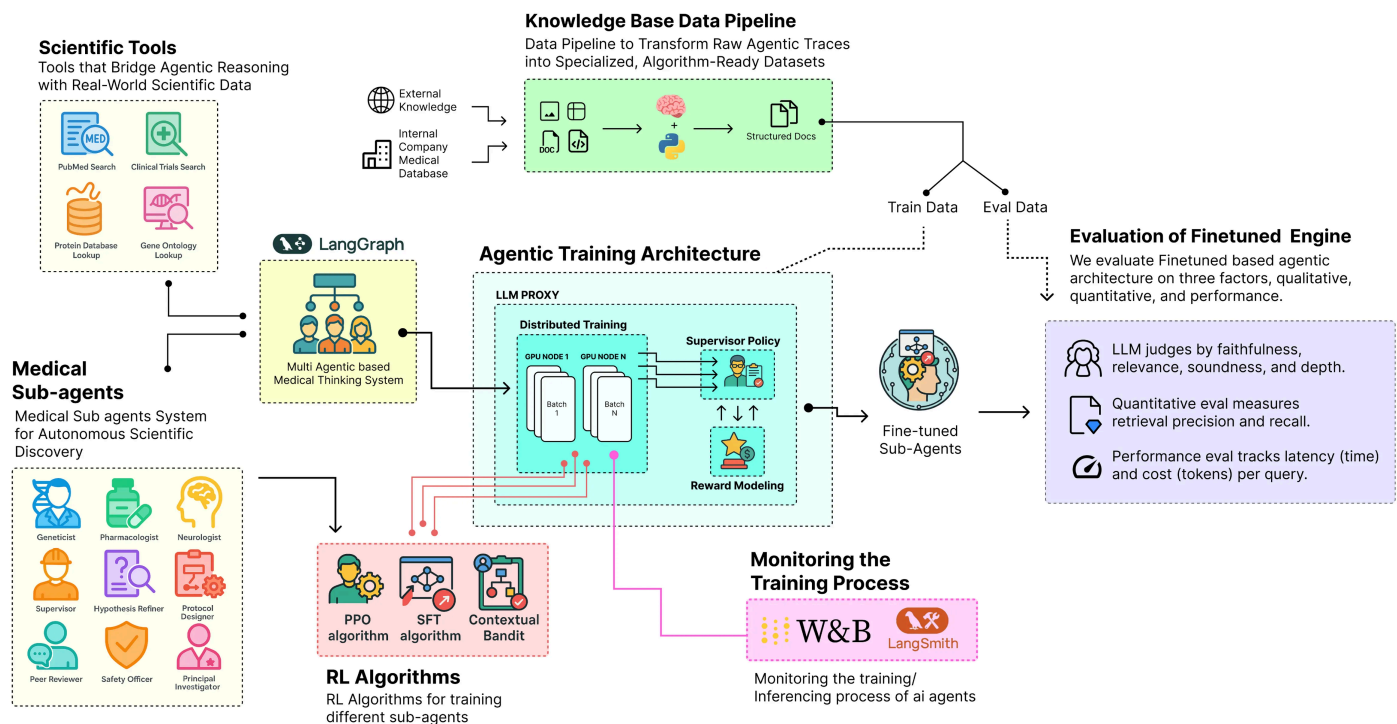 Knowledge Base Data Pipeline
Data Pipeline to Transform Raw Agentic Traces
into Specialized, Algorithm-Ready Datasets
Scientific Tools
Tools that Bridge Agentic Reasoning
with Real-World Scientific Data
MED
PubMed Search
Clinical Trials Search
Protein Database
Lookup
Gene Ontology
Lookup
External
Knowledge
Internal
Company
Medical
Database
DOC
+
Structured Docs
Train Data
Eval Data
LangGraph
Multi Agentic based
Medical Thinking System
Agentic Training Architecture
LLM PROXY
Distributed Training
GPU NODE 1
GPU NODE N
Batch
1
Batch
N
Supervisor Policy
$
Reward Modeling
Fine-tuned
Sub-Agents
Evaluation of Finetuned Engine
We evaluate Finetuned based agentic
architecture on three factors, qualitative,
quantitative, and performance.
LLM judges by faithfulness,
relevance, soundness, and depth.
Quantitative eval measures
retrieval precision and recall.
Performance eval tracks latency (time)
and cost (tokens) per query.
Medical
Sub-agents
Medical Sub agents System
for Autonomous Scientific
Discovery
Geneticist
Pharmacologist
Neurologist
Supervisor
?
Hypothesis Refiner
Protocol
Designer
Peer Reviewer
Safety Officer
Principal
Investigator
PPO
algorithm
SFT
algorithm
Contextual
Bandit
RL Algorithms
RL Algorithms for training
different sub-agents
Monitoring the
Training Process
W&B
LangSmith
Monitoring the training/
Inferencing process of ai agents